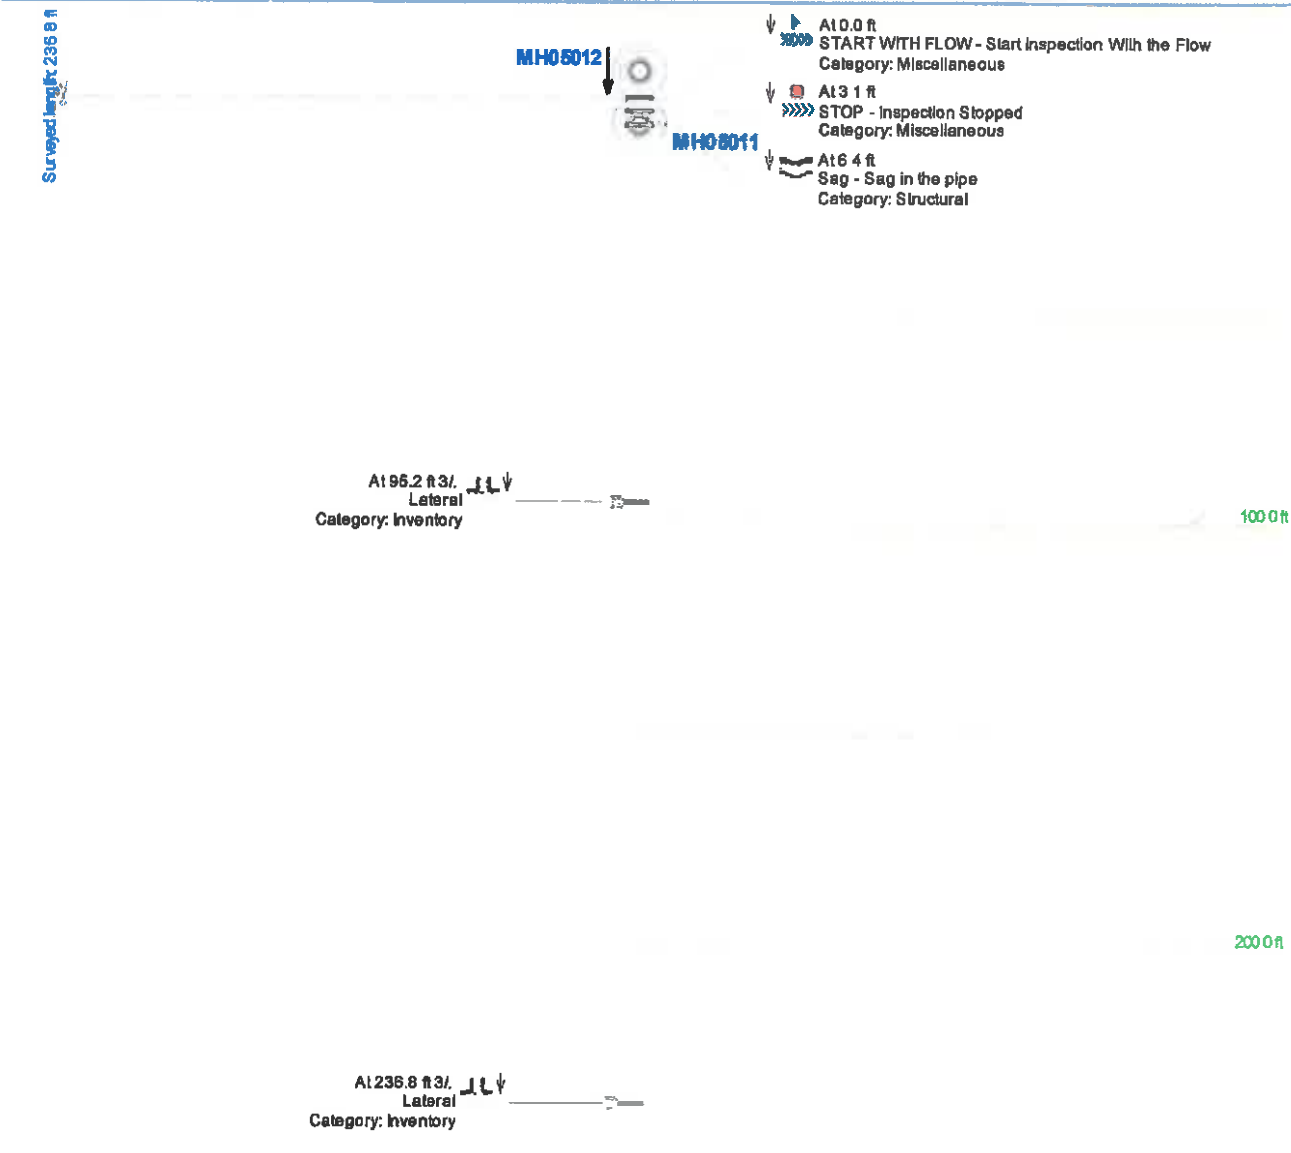 Surveyed length: 236 8 ft
MH05012
At 0.0 ft
START WITH FLOW - Start Inspection With the Flow
Category: Miscellaneous
At 3 1 ft
STOP - Inspection Stopped
Category: Miscellaneous
MH05011
At 6 4 ft
Sag - Sag in the pipe
Category: Structural
At 95.2 ft 3/.
Lateral
Category: Inventory
100 0 ft
200 0 ft
At 236.8 ft 3/.
Lateral
Category: Inventory